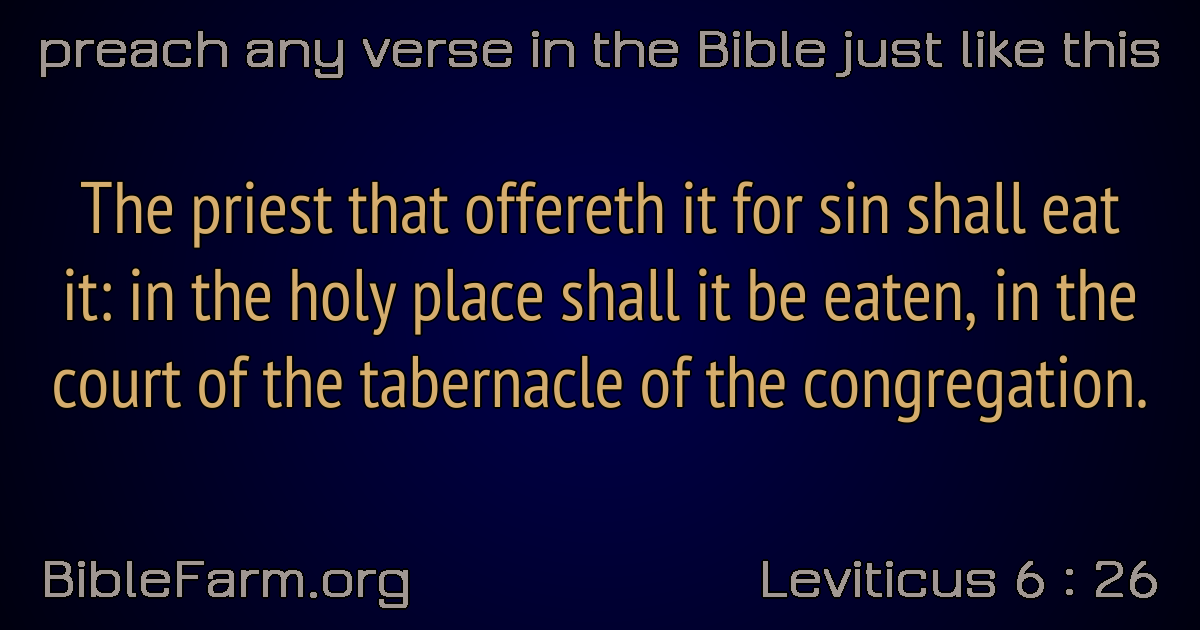 preach any verse in the Bible just like this
The priest that offereth it for sin shall eat
it: in the holy place shall it be eaten, in the
court of the tabernacle of the congregation.
BibleFarm.org
Leviticus 6 : 26